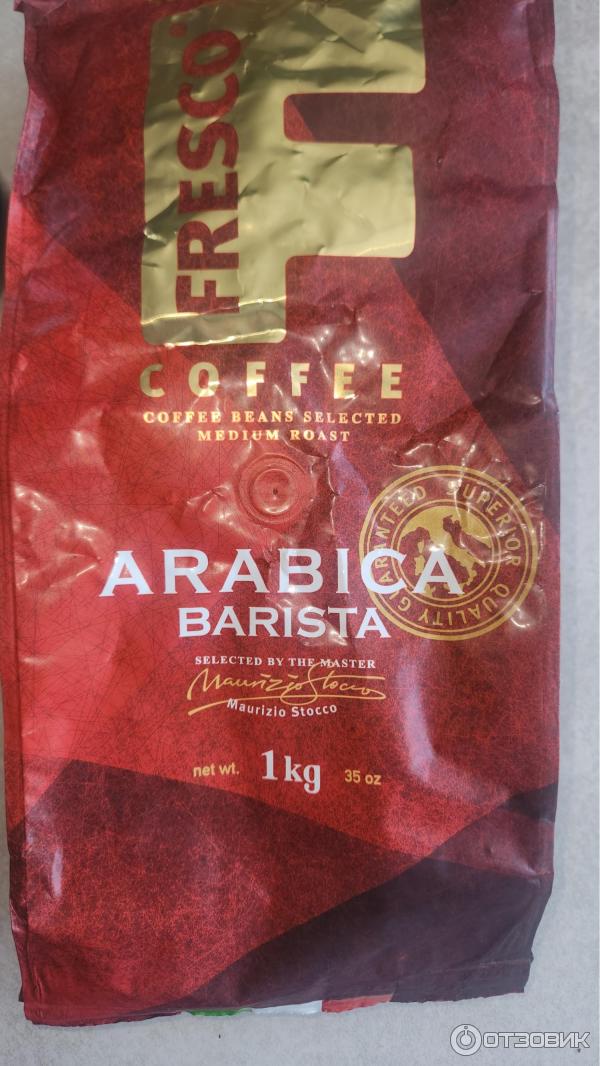 FRESCO
COFFEE
COFFEE BEANS SELECTED
MEDIUM ROAST
GUARANTEED SUPERIOR QUALITY
ARABICA
BARISTA
SELECTED BY THE MASTER
Maurizio Stocco
Maurizio Stocco
net wt. 1kg 35 oz
ОТЗОВИК